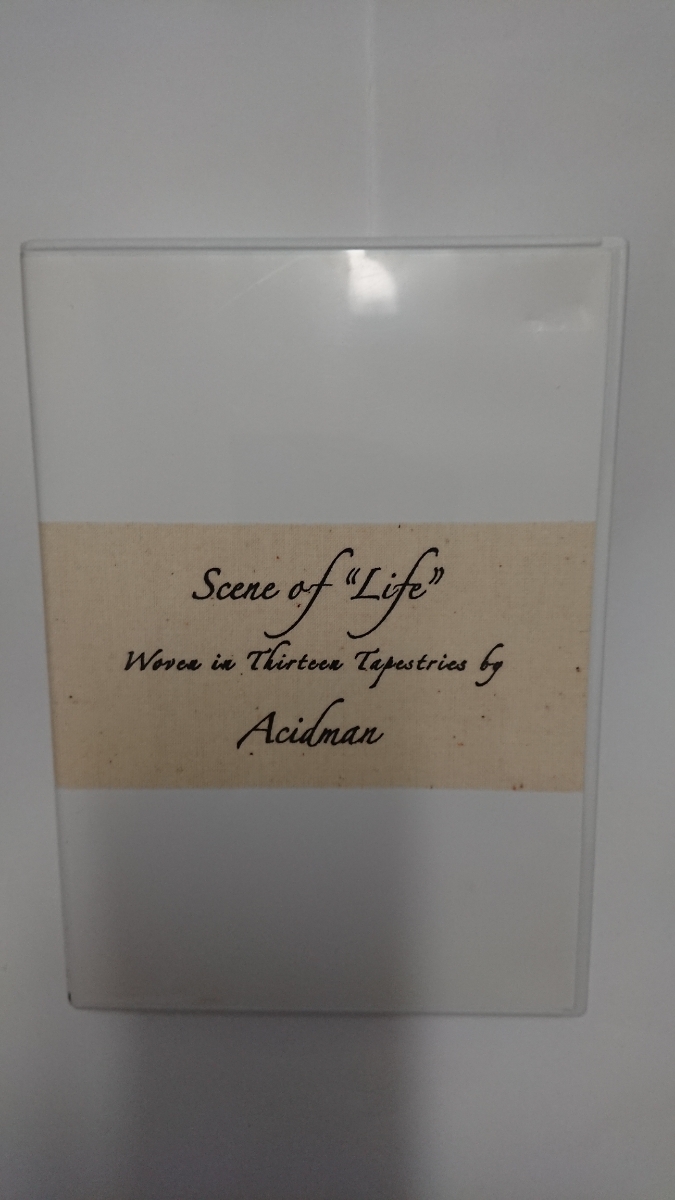 Scene of “Life”
Woven in Thirteen Tapestries by
Acidman